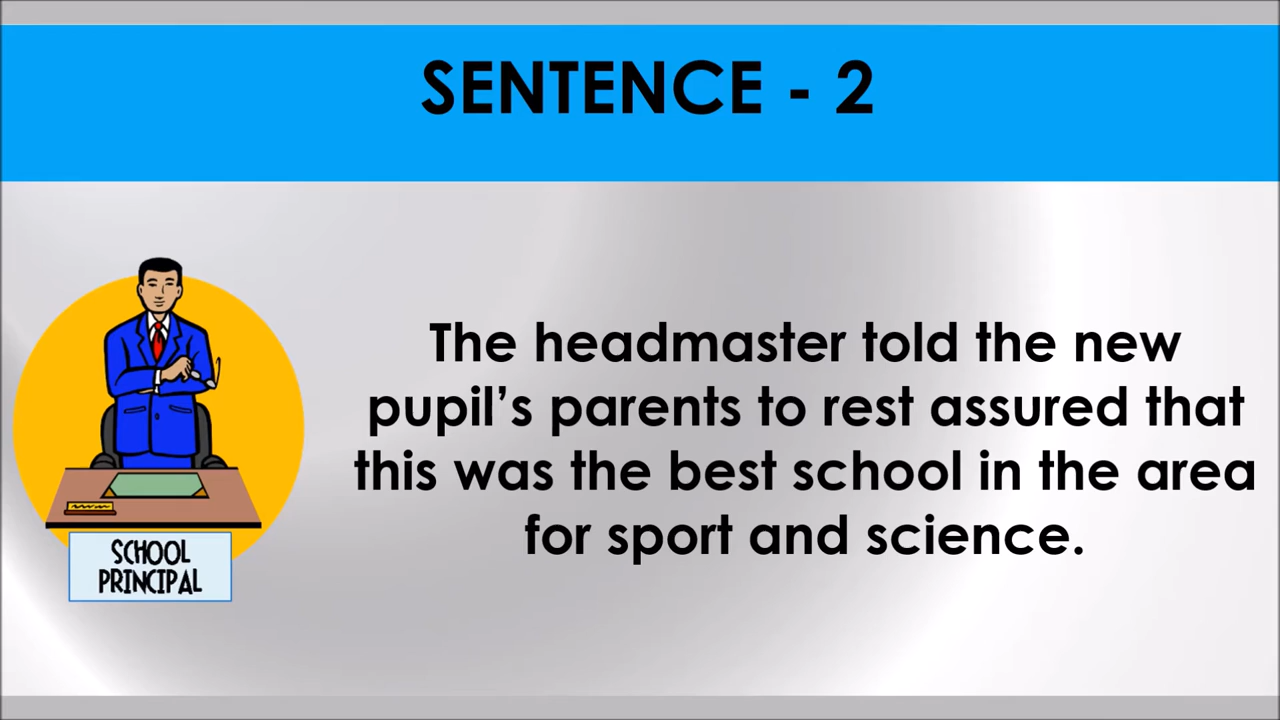 SENTENCE - 2
The headmaster told the new
pupil’s parents to rest assured that
this was the best school in the area
for sport and science.
SCHOOL
PRINCIPAL